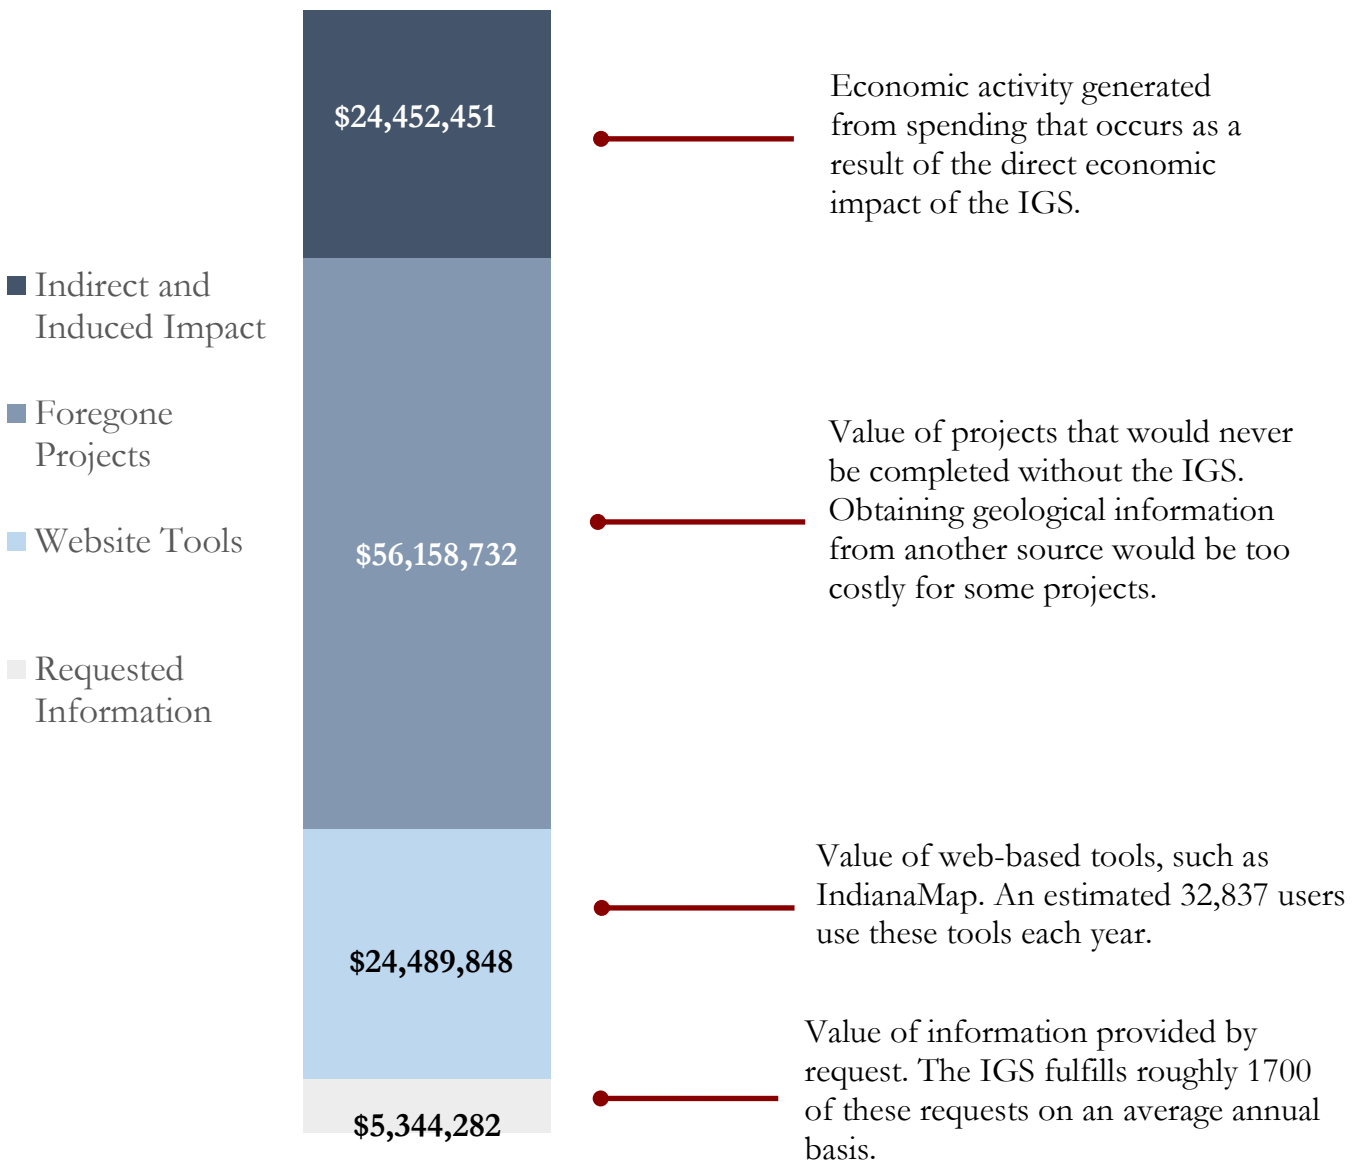 $24,452,451
Economic activity generated
from spending that occurs as a
result of the direct economic
impact of the IGS.
Indirect and
Induced Impact
Foregone
Projects
Website Tools
Requested
Information
$56,158,732
Value of projects that would never
be completed without the IGS.
Obtaining geological information
from another source would be too
costly for some projects.
$24,489,848
Value of web-based tools, such as
IndianaMap. An estimated 32,837 users
use these tools each year.
$5,344,282
Value of information provided by
request. The IGS fulfills roughly 1700
of these requests on an average annual
basis.